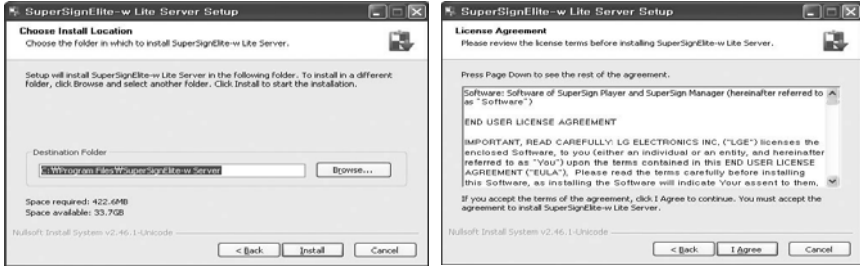 SuperSignElite-w Lite Server Setup
Choose Install Location
Choose the folder in which to install SuperSignElite-w Lite Server.
Setup will install SuperSignElite-w Lite Server in the following folder. To install in a different
folder, click Browse and select another folder. Click Install to start the installation.
Destination Folder
C:₩Program Files₩SuperSignElite-w Server
Browse...
Space required: 422.6MB
Space available: 33.7GB
Nullsoft Install System v2.46.1-Unicode
< Back
Install
Cancel
SuperSignElite-w Lite Server Setup
License Agreement
Please review the license terms before installing SuperSignElite-w Lite Server.
Press Page Down to see the rest of the agreement.
Software: Software of SuperSign Player and SuperSign Manager (hereinafter referred to
as "Software")
END USER LICENSE AGREEMENT
IMPORTANT, READ CAREFULLY: LG ELECTRONICS INC, ("LGE") licenses the
enclosed Software, to you (either an individual or an entity, and hereinafter
referred to as "You") upon the terms contained in this END USER LICENSE
AGREEMENT ("EULA"), Please read the terms carefully before installing
this Software, as installing the Software will indicate Your assent to them,
If you accept the terms of the agreement, click I Agree to continue. You must accept the
agreement to install SuperSignElite-w Lite Server.
Nullsoft Install System v2.46.1-Unicode
< Back
I Agree
Cancel